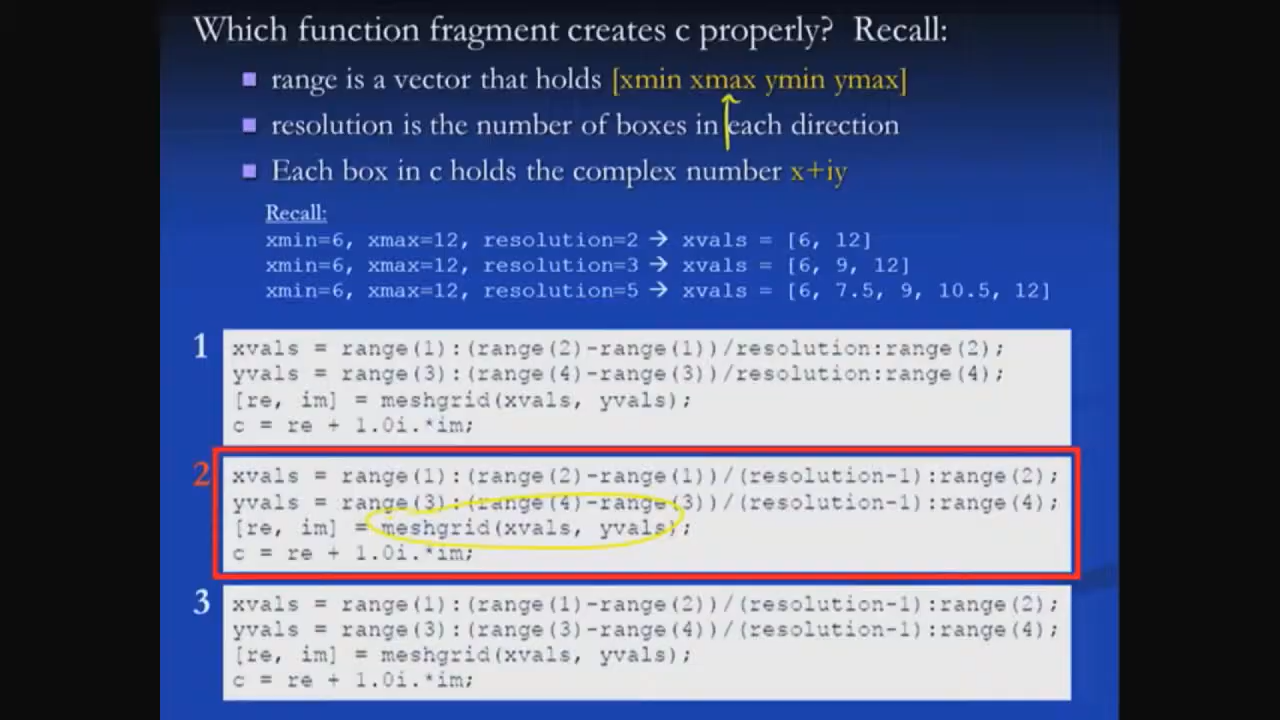 Which function fragment creates c properly? Recall:
range is a vector that holds [xmin xmax ymin ymax]
resolution is the number of boxes in each direction
Each box in c holds the complex number x+iy
Recall:
xmin=6, xmax=12, resolution=2 → xvals = [6, 12]
xmin=6, xmax=12, resolution=3 → xvals = [6, 9, 12]
xmin=6, xmax=12, resolution=5 → xvals = [6, 7.5, 9, 10.5, 12]
1
xvals = range(1):(range(2)-range(1))/resolution:range(2);
yvals = range(3):(range(4)-range(3))/resolution:range(4);
[re, im] = meshgrid(xvals, yvals);
c = re + 1.0i.*im;
2
xvals = range(1):(range(2)-range(1))/(resolution-1):range(2);
yvals = range(3):(range(4)-range(3))/(resolution-1):range(4);
[re, im] = meshgrid(xvals, yvals);
c = re + 1.0i.*im;
3
xvals = range(1):(range(1)-range(2))/(resolution-1):range(2);
yvals = range(3):(range(3)-range(4))/(resolution-1):range(4);
[re, im] = meshgrid(xvals, yvals);
c = re + 1.0i.*im;